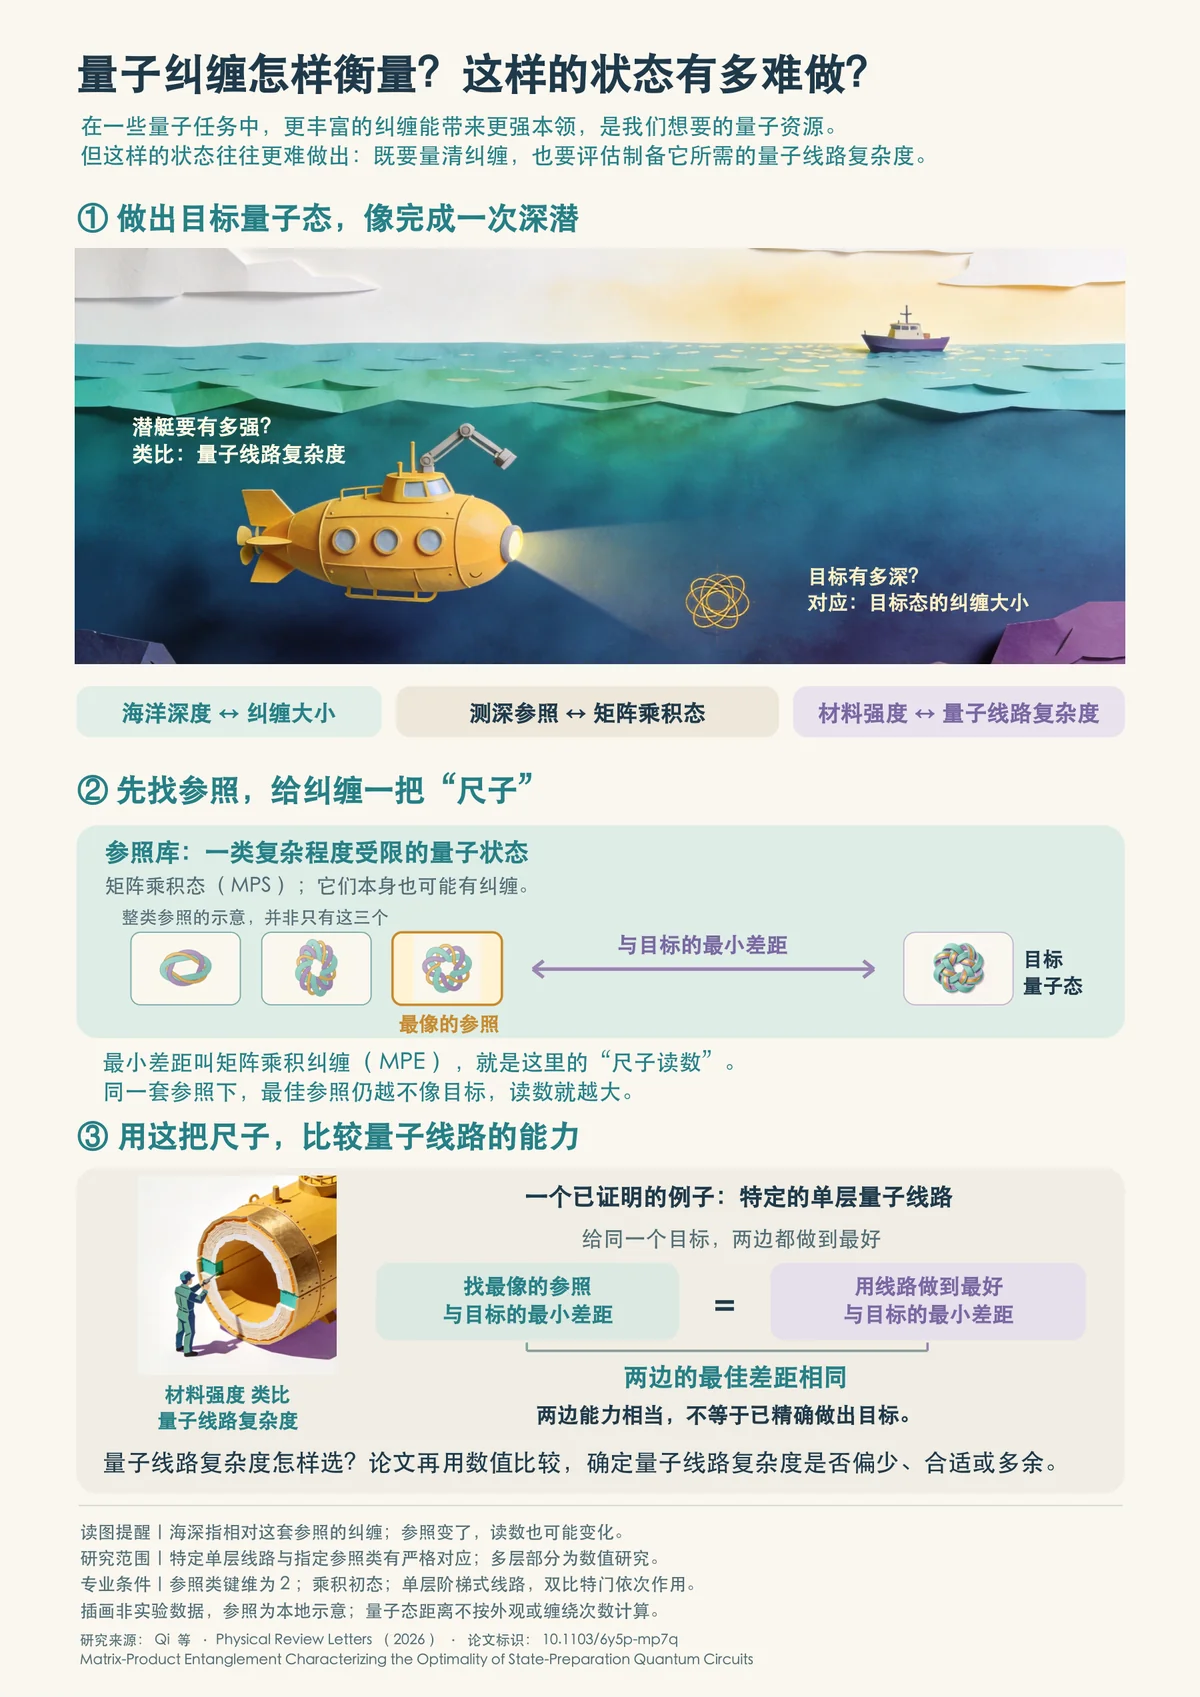 量子纠缠怎样衡量？这样的状态有多难做？
在一些量子任务中，更丰富的纠缠能带来更强本领，是我们想要的量子资源。
但这样的状态往往更难做出：既要量清纠缠，也要评估制备它所需的量子线路复杂度。
① 做出目标量子态，像完成一次深潜
潜艇要有多强？
类比：量子线路复杂度
目标有多深？
对应：目标态的纠缠大小
海洋深度 ↔ 纠缠大小
测深参照 ↔ 矩阵乘积态
材料强度 ↔ 量子线路复杂度
② 先找参照，给纠缠一把“尺子”
参照库：一类复杂程度受限的量子状态
矩阵乘积态（MPS）；它们本身也可能有纠缠。
整类参照的示意，并非只有这三个
与目标的最小差距
目标
量子态
最像的参照
最小差距叫矩阵乘积纠缠（MPE），就是这里的“尺子读数”。
同一套参照下，最佳参照仍越不像目标，读数就越大。
③ 用这把尺子，比较量子线路的能力
一个已证明的例子：特定的单层量子线路
给同一个目标，两边都做到最好
找最像的参照
与目标的最小差距
=
用线路做到最好
与目标的最小差距
两边的最佳差距相同
两边能力相当，不等于已精确做出目标。
材料强度 类比
量子线路复杂度
量子线路复杂度怎样选？论文再用数值比较，确定量子线路复杂度是否偏少、合适或多余。
读图提醒｜海深指相对这套参照的纠缠；参照变了，读数也可能变化。
研究范围｜特定单层线路与指定参照类有严格对应；多层部分为数值研究。
专业条件｜参照类键维为2；乘积初态；单层阶梯式线路，双比特门依次作用。
插画非实验数据，参照为本地示意；量子态距离不按外观或缠绕次数计算。
研究来源： Qi 等 · Physical Review Letters （2026） · 论文标识： 10.1103/6y5p-mp7q
Matrix-Product Entanglement Characterizing the Optimality of State-Preparation Quantum Circuits